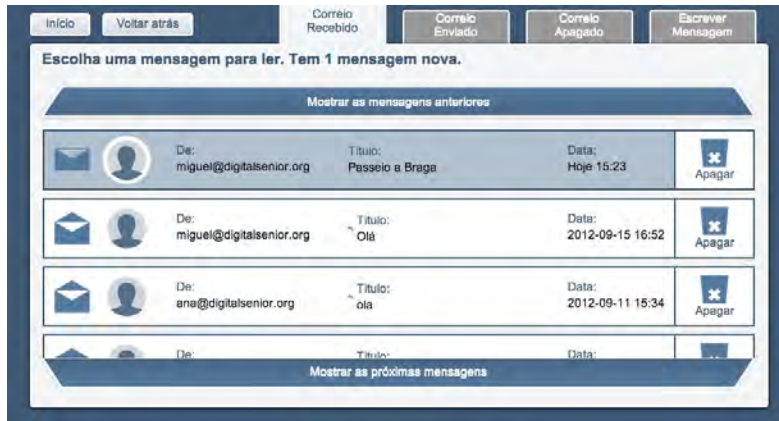 Início
Voltar atrás
Correio
Recebido
Correio
Enviado
Correio
Apagado
Escrever
Mensagem
Escolha uma mensagem para ler. Tem 1 mensagem nova.
Mostrar as mensagens anteriores
De: Título: Data:
miguel@digitalsenior.org Passeio a Braga Hoje 15:23
Apagar
De: Título: Data:
miguel@digitalsenior.org Olá 2012-09-15 16:52
Apagar
De: Título: Data:
ana@digitalsenior.org ola 2012-09-11 15:34
Apagar
De: Título: Data:
Mostrar as próximas mensagens